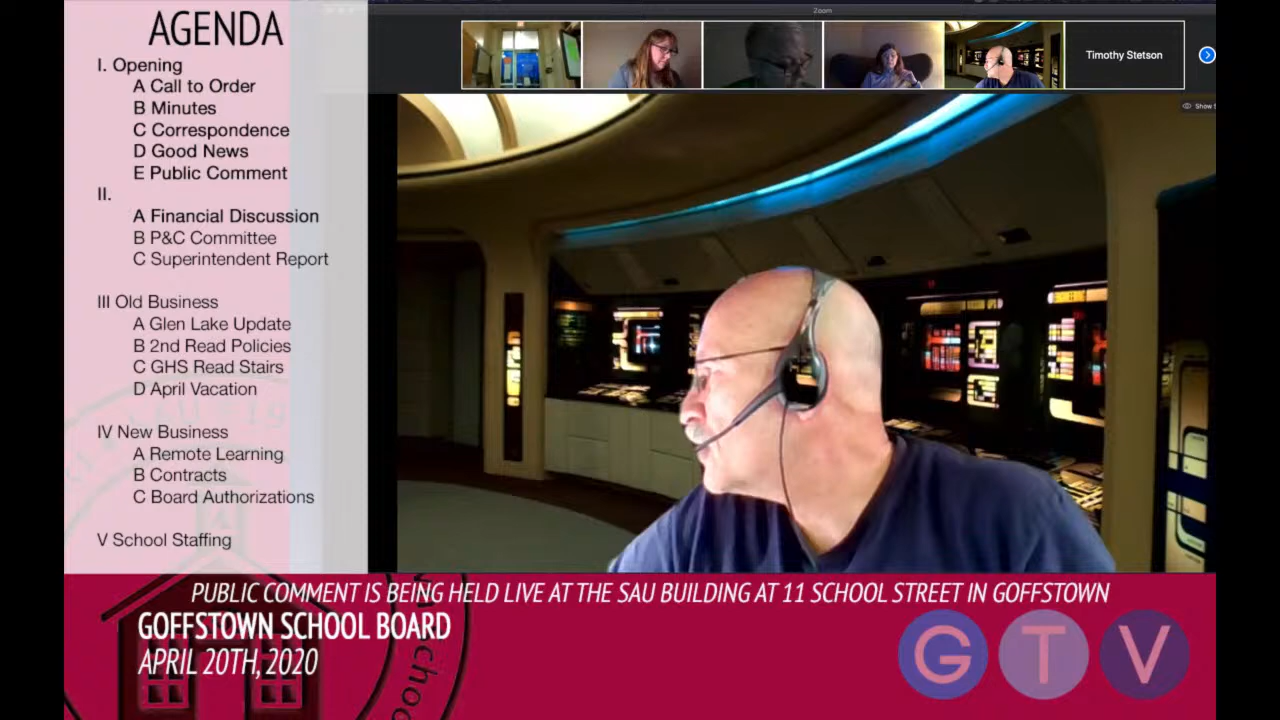 AGENDA
I. Opening
A Call to Order
B Minutes
C Correspondence
D Good News
E Public Comment
II.
A Financial Discussion
B P&C Committee
C Superintendent Report
III Old Business
A Glen Lake Update
B 2nd Read Policies
C GHS Read Stairs
D April Vacation
IV New Business
A Remote Learning
B Contracts
C Board Authorizations
V School Staffing
Zoom
Timothy Stetson
Show
PUBLIC COMMENT IS BEING HELD LIVE AT THE SAU BUILDING AT 11 SCHOOL STREET IN GOFFSTOWN
GOFFSTOWN SCHOOL BOARD
APRIL 20TH, 2020
G T V